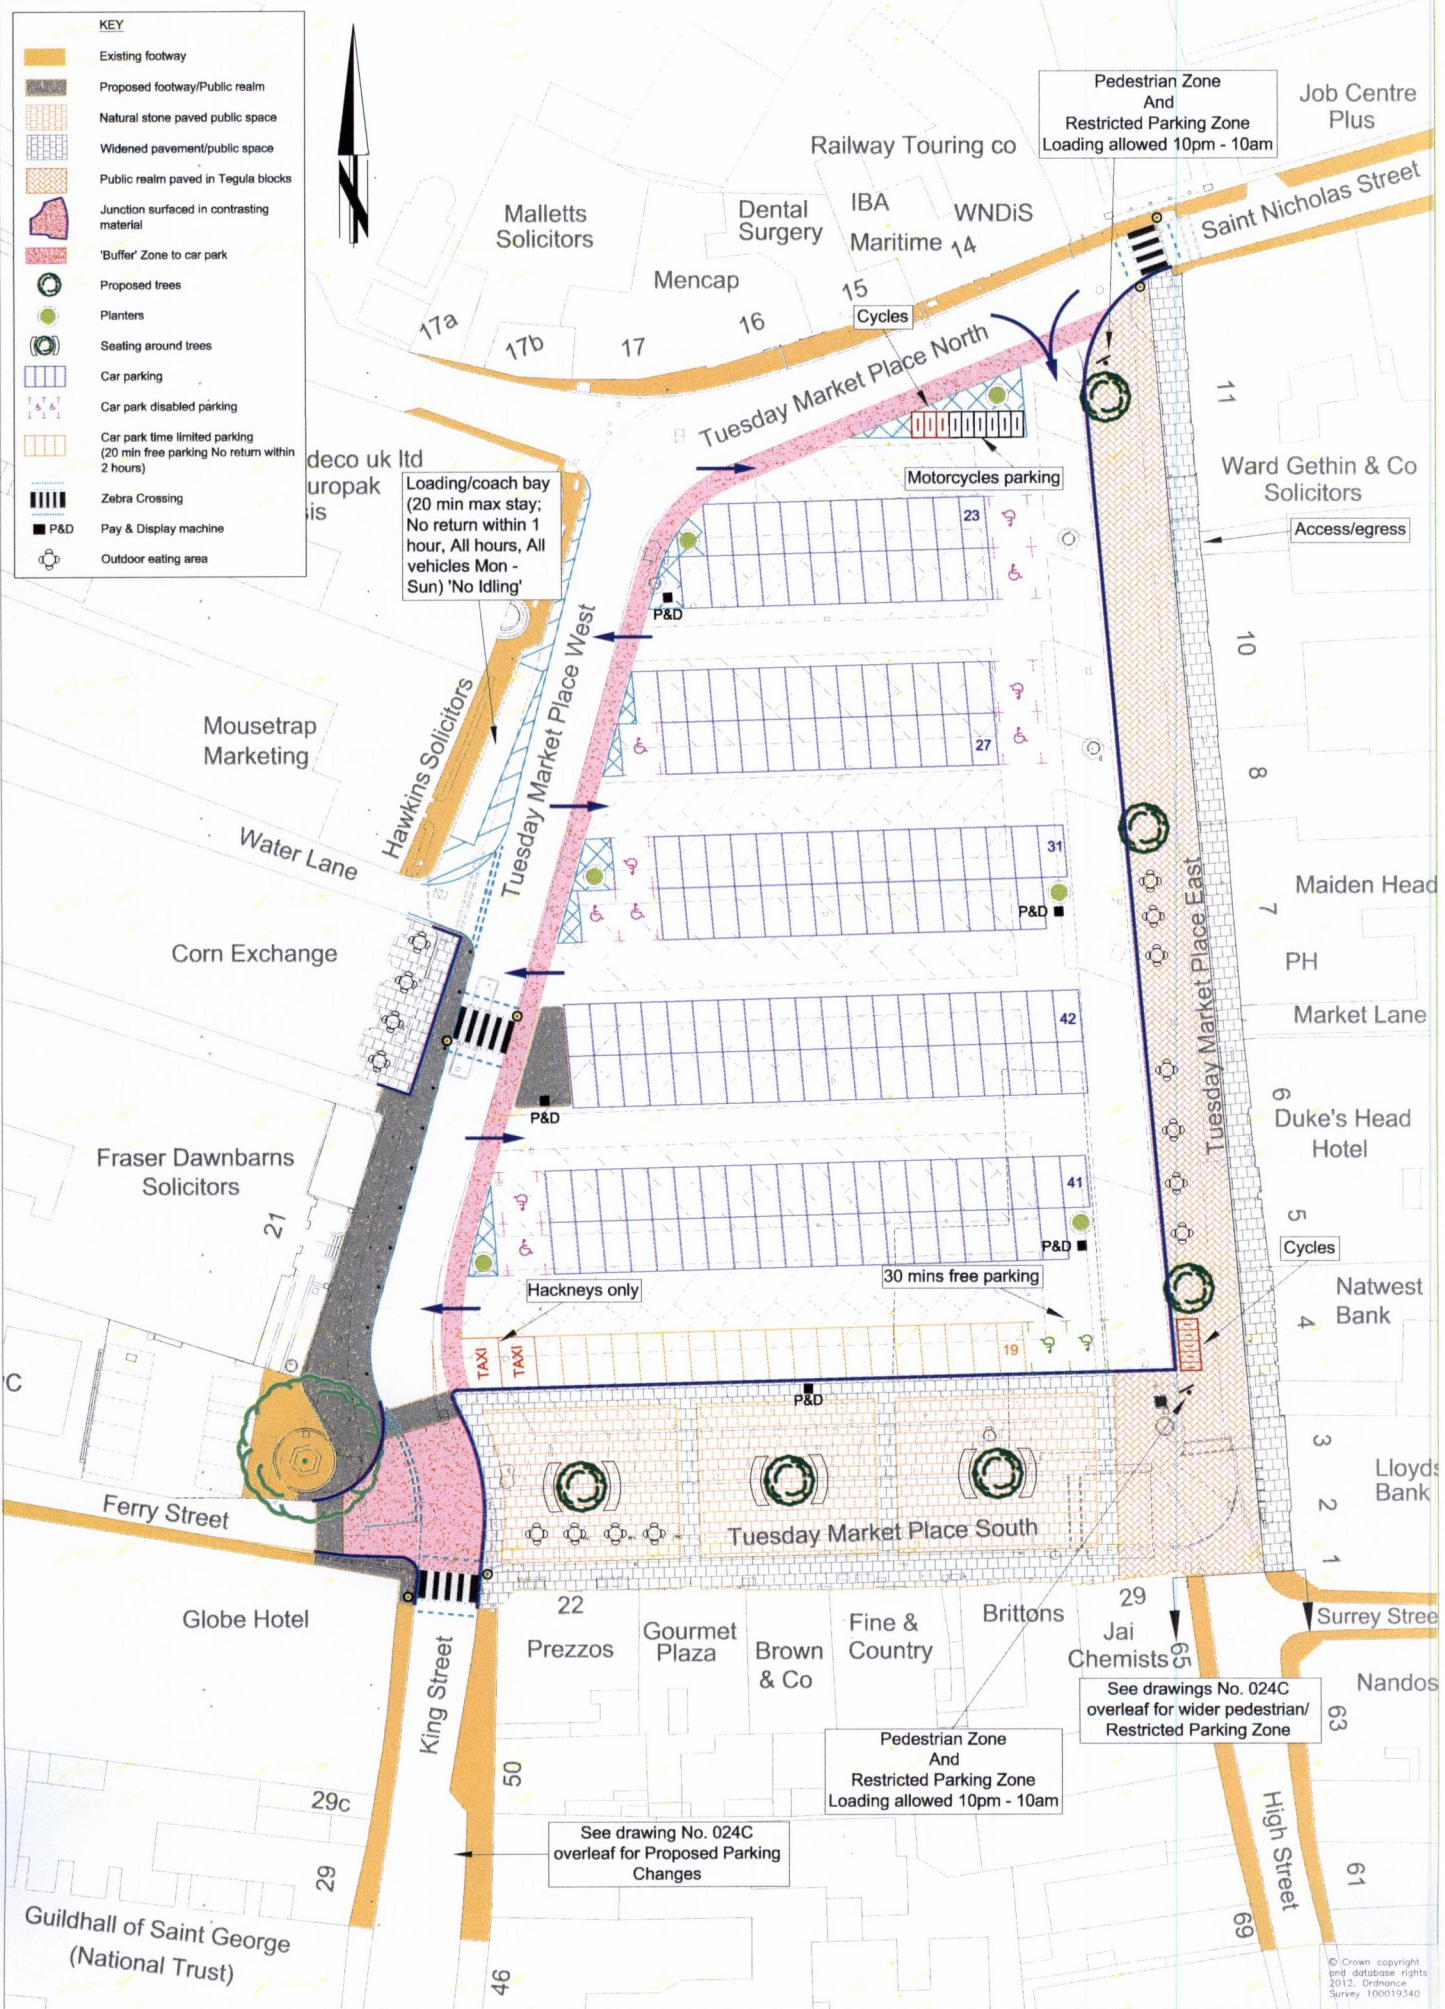 KEY
Existing footway
Proposed footway/Public realm
Natural stone paved public space
Widened pavement/public space
Public realm paved in Tegula blocks
Junction surfaced in contrasting
material
'Buffer' Zone to car park
Proposed trees
Planters
Seating around trees
Car parking
Car park disabled parking
Car park time limited parking
(20 min free parking No return within
2 hours)
Zebra Crossing
P&D Pay & Display machine
Outdoor eating area
N
Pedestrian Zone
And
Restricted Parking Zone
Loading allowed 10pm - 10am
Job Centre
Plus
Railway Touring co
Saint Nicholas Street
Malletts
Solicitors
Dental
Surgery
IBA
Maritime
WNDiS
14
Mencap
15
16
17
17a
17b
Cycles
Tuesday Market Place North
11
deco uk ltd
uropak
sis
Loading/coach bay
(20 min max stay;
No return within 1
hour, All hours, All
vehicles Mon -
Sun) 'No Idling'
Motorcycles parking
Ward Gethin & Co
Solicitors
Access/egress
23
P&D
10
Tuesday Market Place West
Hawkins Solicitors
Mousetrap
Marketing
27
8
Water Lane
31
P&D
Tuesday Market Place East
Maiden Head
7
PH
Corn Exchange
Market Lane
42
P&D
6
Duke's Head
Hotel
Fraser Dawnbarns
Solicitors
21
41
P&D
5
Cycles
Hackneys only
30 mins free parking
Natwest
Bank
4
TAXI
TAXI
19
P&D
3
Lloyds
Bank
2
1
Ferry Street
Tuesday Market Place South
Globe Hotel
22
Prezzos
Gourmet
Plaza
Brown
& Co
Fine &
Country
Brittons
29
Jai
Chemists
65
Surrey Stree
Nandos
63
See drawings No. 024C
overleaf for wider pedestrian/
Restricted Parking Zone
Pedestrian Zone
And
Restricted Parking Zone
Loading allowed 10pm - 10am
King Street
50
29c
29
See drawing No. 024C
overleaf for Proposed Parking
Changes
High Street
61
69
Guildhall of Saint George
(National Trust)
46
© Crown copyright
and database rights
2012. Ordnance
Survey 100019340